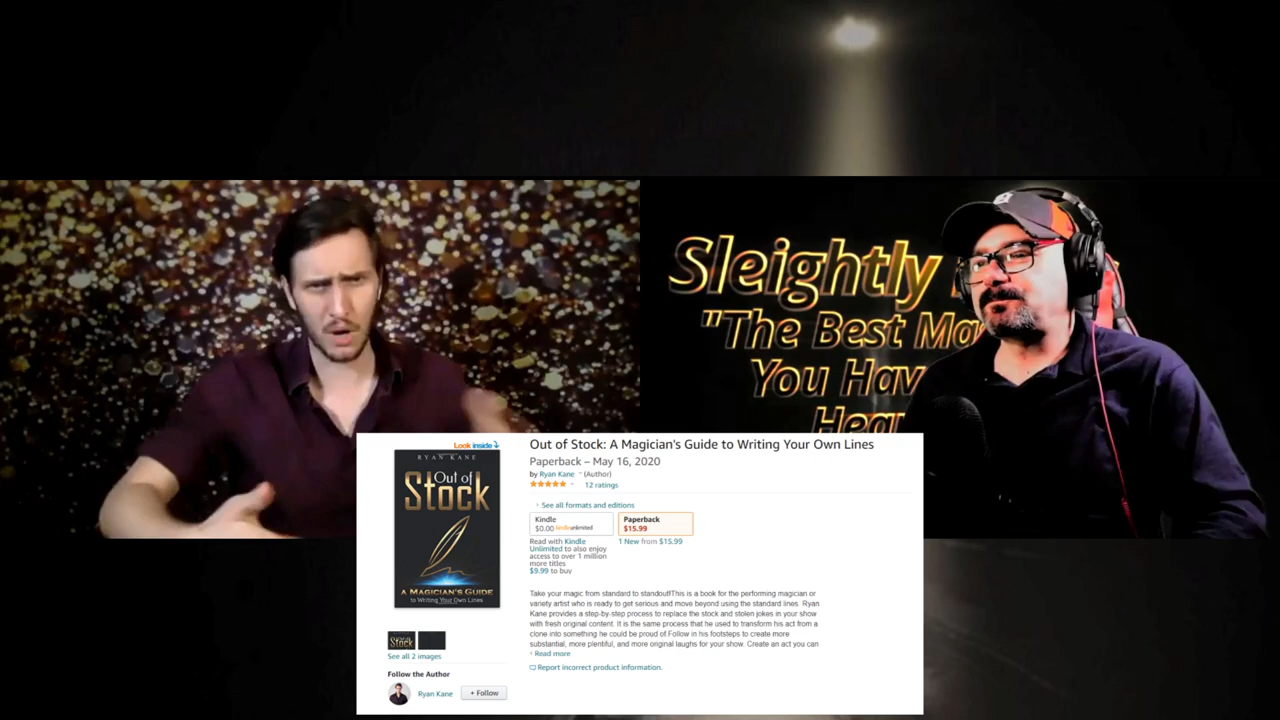 Sleightly
"The Best Ma
You Hav
Hear
Look inside
RYAN KANE
Out of
Stock
A MAGICIAN'S GUIDE
to Writing Your Own Lines
See all 2 images
Follow the Author
Ryan Kane
+ Follow
Out of Stock: A Magician's Guide to Writing Your Own Lines
Paperback – May 16, 2020
by Ryan Kane (Author)
12 ratings
See all formats and editions
Kindle
$0.00 kindleunlimited
Read with Kindle
Unlimited to also enjoy
access to over 1 million
more titles
$9.99 to buy
Paperback
$15.99
1 New from $15.99
Take your magic from standard to standout!This is a book for the performing magician or
variety artist who is ready to get serious and move beyond using the standard lines. Ryan
Kane provides a step-by-step process to replace the stock and stolen jokes in your show
with fresh original content. It is the same process that he used to transform his act from a
clone into something he could be proud of.Follow in his footsteps to create more
substantial, more plentiful, and more original laughs for your show. Create an act you can
Read more
Report incorrect product information.